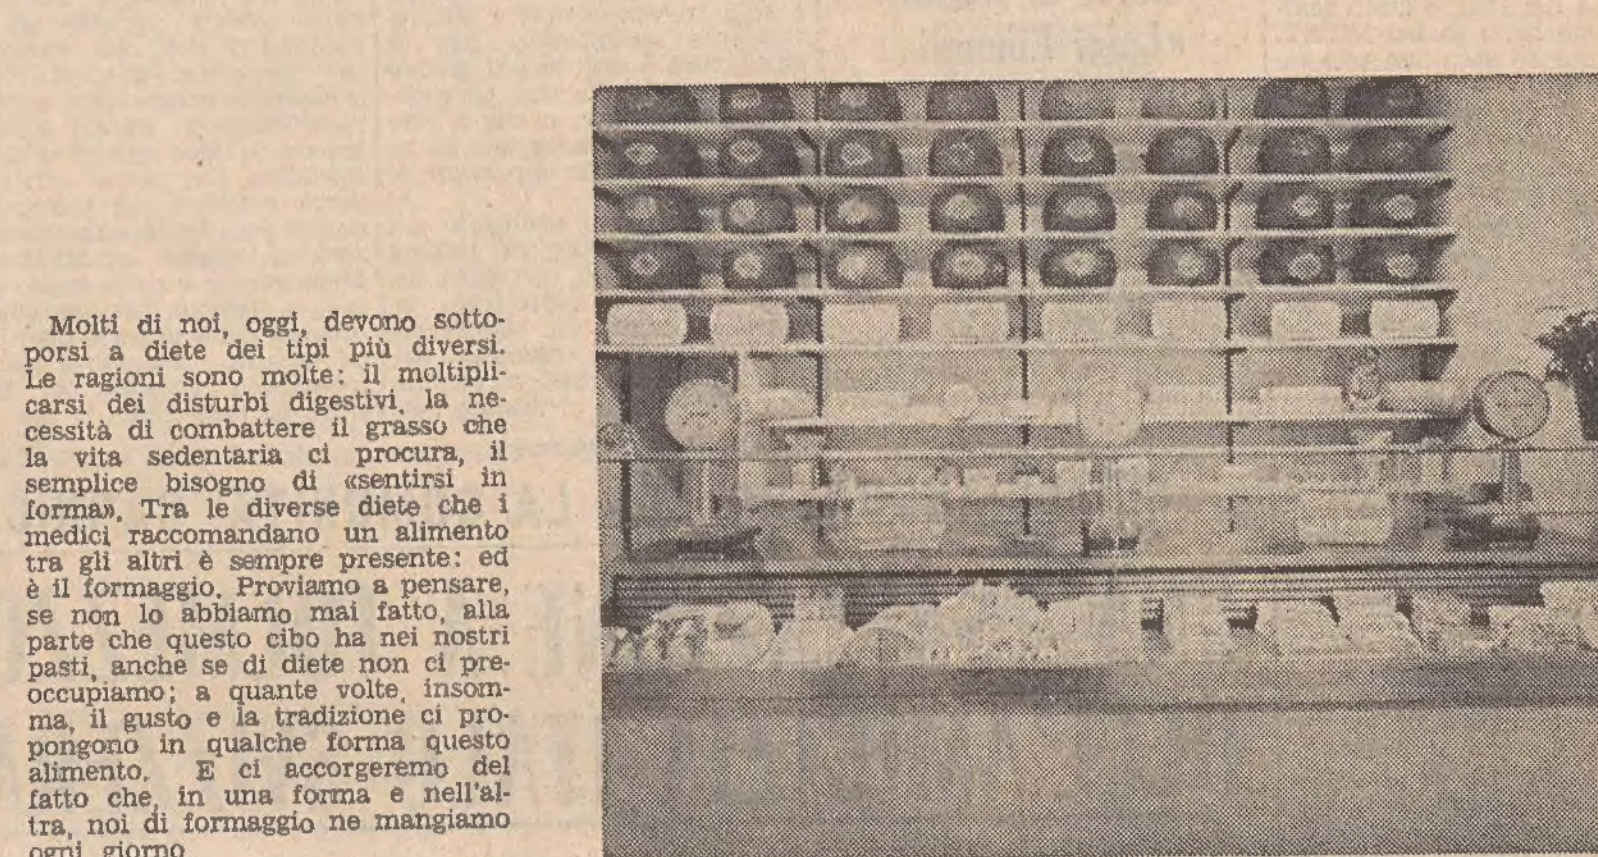 Molti di noi, oggi, devono sotto-
porsi a diete dei tipi più diversi.
Le ragioni sono molte: il moltipli-
carsi dei disturbi digestivi, la ne-
cessità di combattere il grasso che
la vita sedentaria ci procura, il
semplice bisogno di «sentirsi in
forma». Tra le diverse diete che i
medici raccomandano un alimento
tra gli altri è sempre presente: ed
è il formaggio. Proviamo a pensare,
se non lo abbiamo mai fatto, alla
parte che questo cibo ha nei nostri
pasti, anche se di diete non ci pre-
occupiamo; a quante volte, insom-
ma, il gusto e la tradizione ci pro-
pongono in qualche forma questo
alimento. E ci accorgeremo del
fatto che, in una forma e nell'al-
tra, noi di formaggio ne mangiamo
ogni giorno